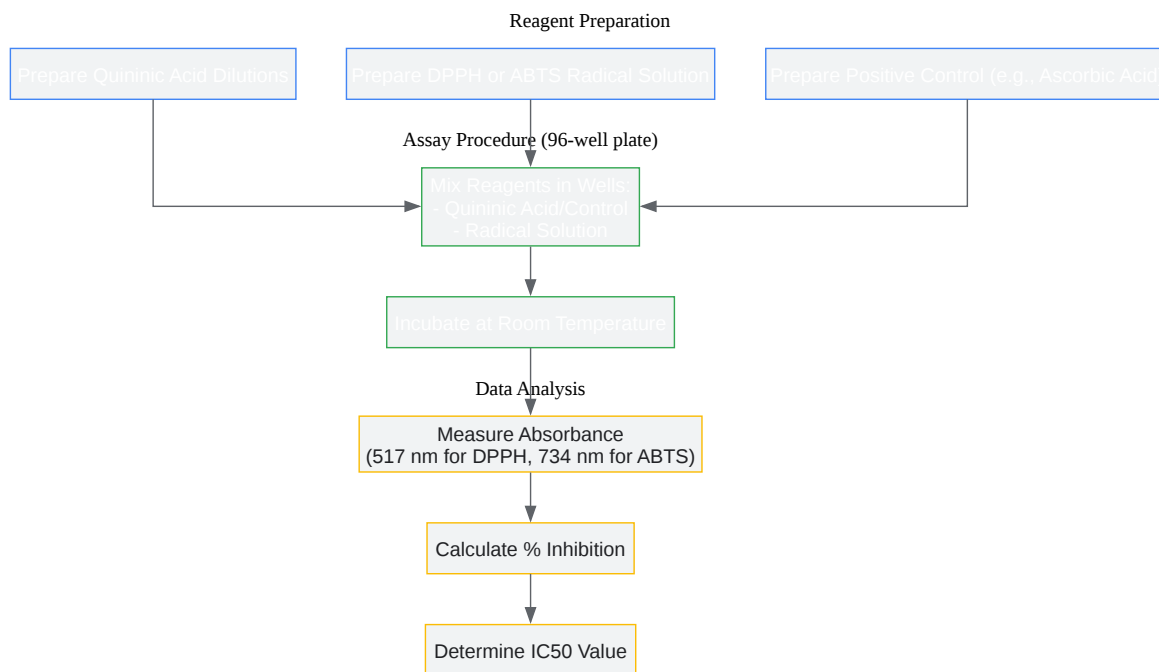 Reagent Preparation
Prepare Quininic Acid Dilutions
Prepare DPPH or ABTS Radical Solution
Prepare Positive Control (e.g., Ascorbic Acid)
Assay Procedure (96-well plate)
Mix Reagents in Wells:
- Quininic Acid/Control
- Radical Solution
Incubate at Room Temperature
Data Analysis
Measure Absorbance
(517 nm for DPPH, 734 nm for ABTS)
Calculate % Inhibition
Determine IC50 Value